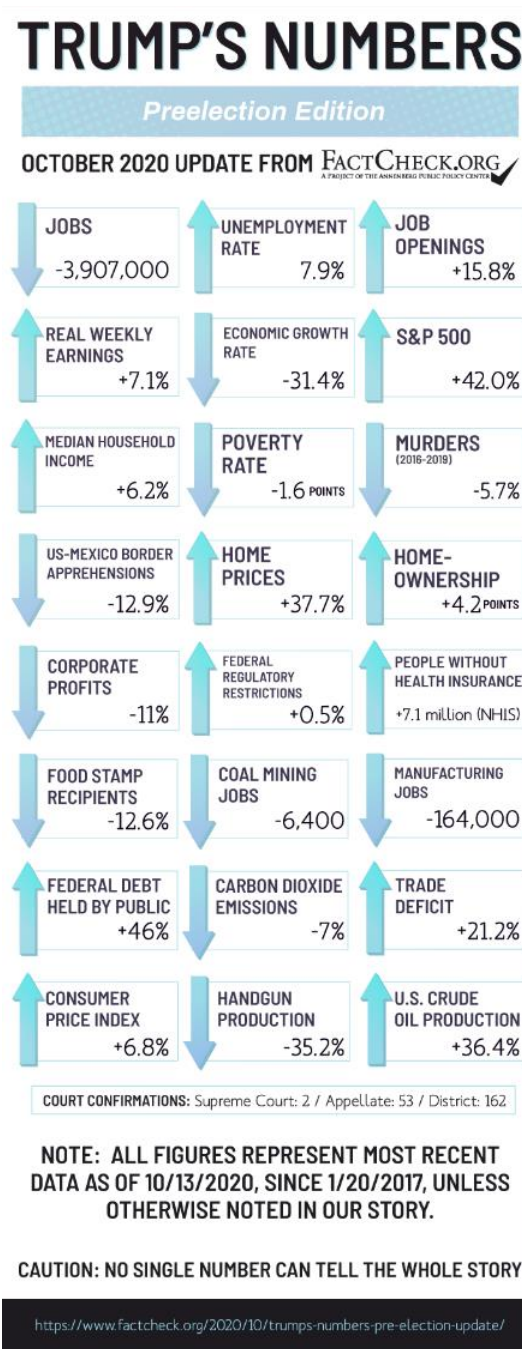 TRUMP'S NUMBERS
Preelection Edition
OCTOBER 2020 UPDATE FROM FACTCHECK.ORG
A PROJECT OF THE ANNENBERG PUBLIC POLICY CENTER
JOBS
-3,907,000
UNEMPLOYMENT
RATE
7.9%
JOB
OPENINGS
+15.8%
REAL WEEKLY
EARNINGS
+7.1%
ECONOMIC GROWTH
RATE
-31.4%
S&P 500
+42.0%
MEDIAN HOUSEHOLD
INCOME
+6.2%
POVERTY
RATE
-1.6 POINTS
MURDERS
(2016-2019)
-5.7%
US-MEXICO BORDER
APPREHENSIONS
-12.9%
HOME
PRICES
+37.7%
HOME-
OWNERSHIP
+4.2 POINTS
CORPORATE
PROFITS
-11%
FEDERAL
REGULATORY
RESTRICTIONS
+0.5%
PEOPLE WITHOUT
HEALTH INSURANCE
+7.1 million (NHIS)
FOOD STAMP
RECIPIENTS
-12.6%
COAL MINING
JOBS
-6,400
MANUFACTURING
JOBS
-164,000
FEDERAL DEBT
HELD BY PUBLIC
+46%
CARBON DIOXIDE
EMISSIONS
-7%
TRADE
DEFICIT
+21.2%
CONSUMER
PRICE INDEX
+6.8%
HANDGUN
PRODUCTION
-35.2%
U.S. CRUDE
OIL PRODUCTION
+36.4%
COURT CONFIRMATIONS: Supreme Court: 2 / Appellate: 53 / District: 162
NOTE: ALL FIGURES REPRESENT MOST RECENT
DATA AS OF 10/13/2020, SINCE 1/20/2017, UNLESS
OTHERWISE NOTED IN OUR STORY.
CAUTION: NO SINGLE NUMBER CAN TELL THE WHOLE STORY
https://www.factcheck.org/2020/10/trumps-numbers-pre-election-update/